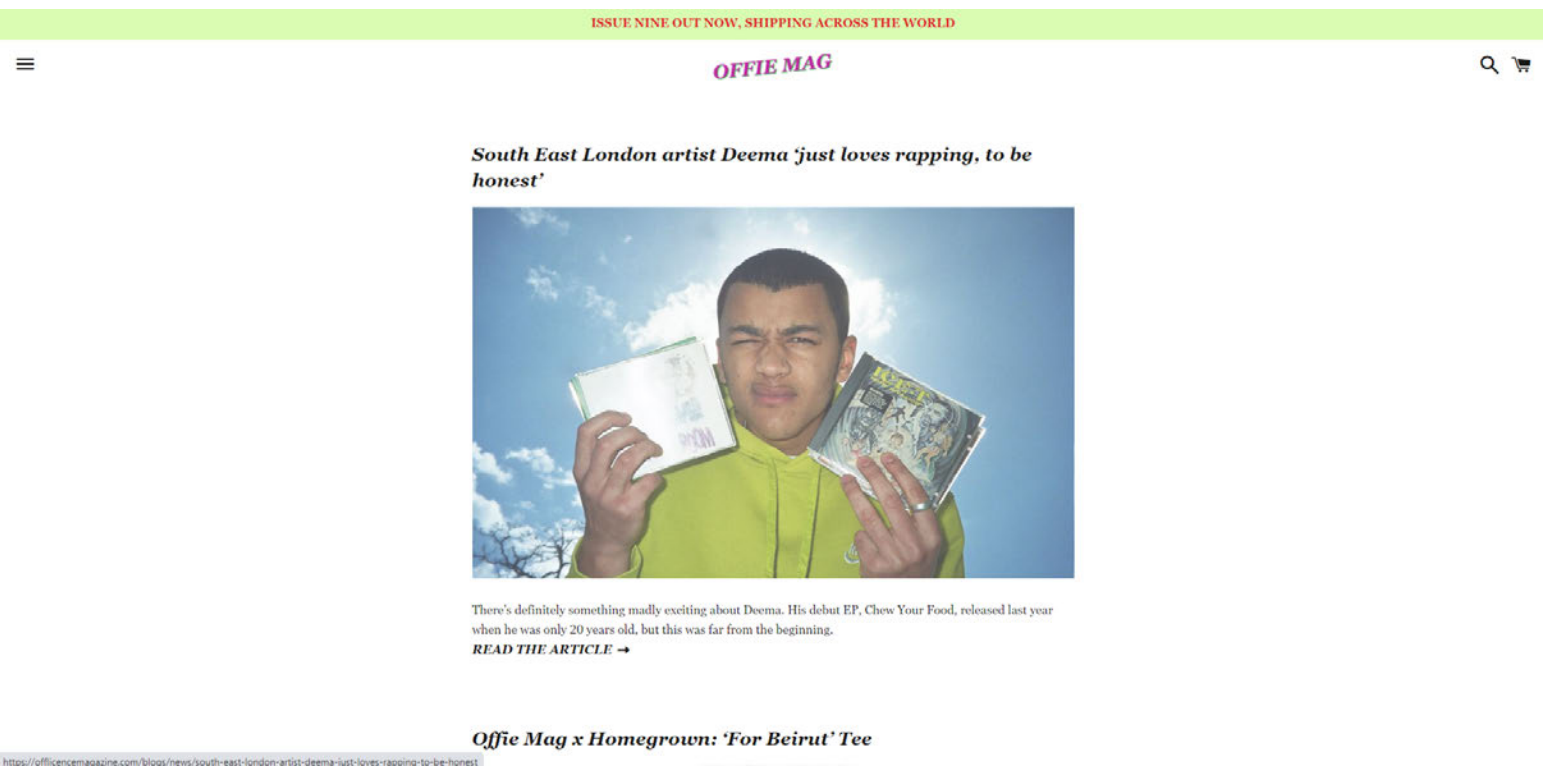 ISSUE NINE OUT NOW, SHIPPING ACROSS THE WORLD
OFFIE MAG
South East London artist Deema ‘just loves rapping, to be
honest’
There's definitely something madly exciting about Deema. His debut EP, Chew Your Food, released last year
when he was only 20 years old, but this was far from the beginning.
READ THE ARTICLE →
Offie Mag x Homegrown: ‘For Beirut’ Tee
https://offlicencemagazine.com/blogs/news/south-east-london-artist-deema-just-loves-rapping-to-be-honest